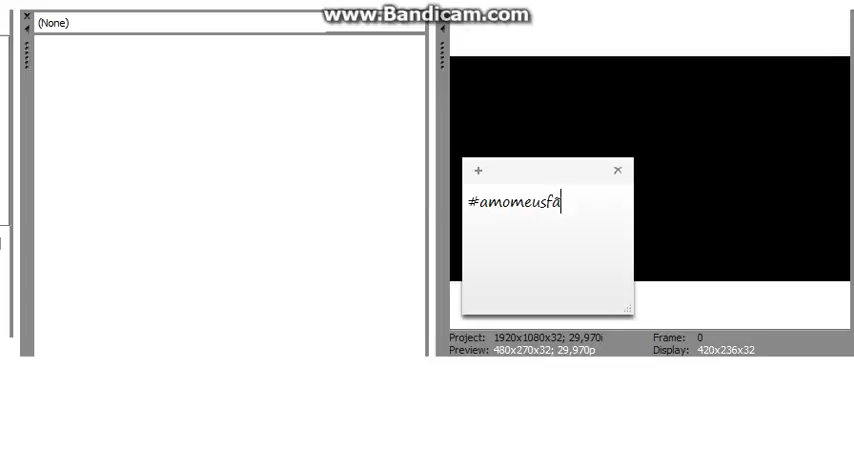 www.Bandicam.com
(None)
#amomeusfã
Project: 1920x1080x32; 29,970i
Frame: 0
Preview: 480x270x32; 29,970p
Display: 420x236x32